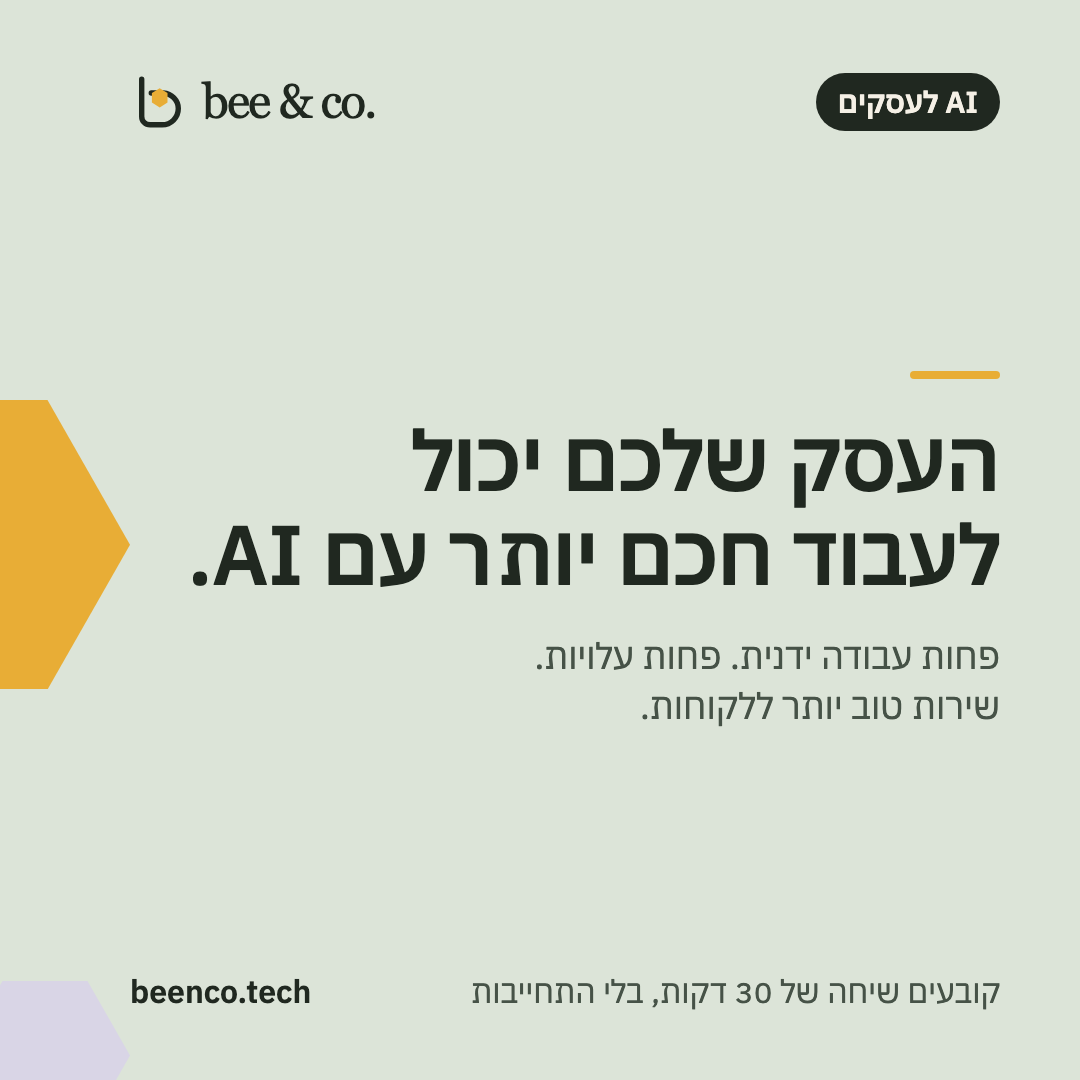 AI לעסקים
bee & co.
העסק שלכם יכול
לעבוד חכם יותר עם AI.
פחות עבודה ידנית. פחות עלויות.
שירות טוב יותר ללקוחות.
קובעים שיחה של 30 דקות, בלי התחייבות
beenco.tech